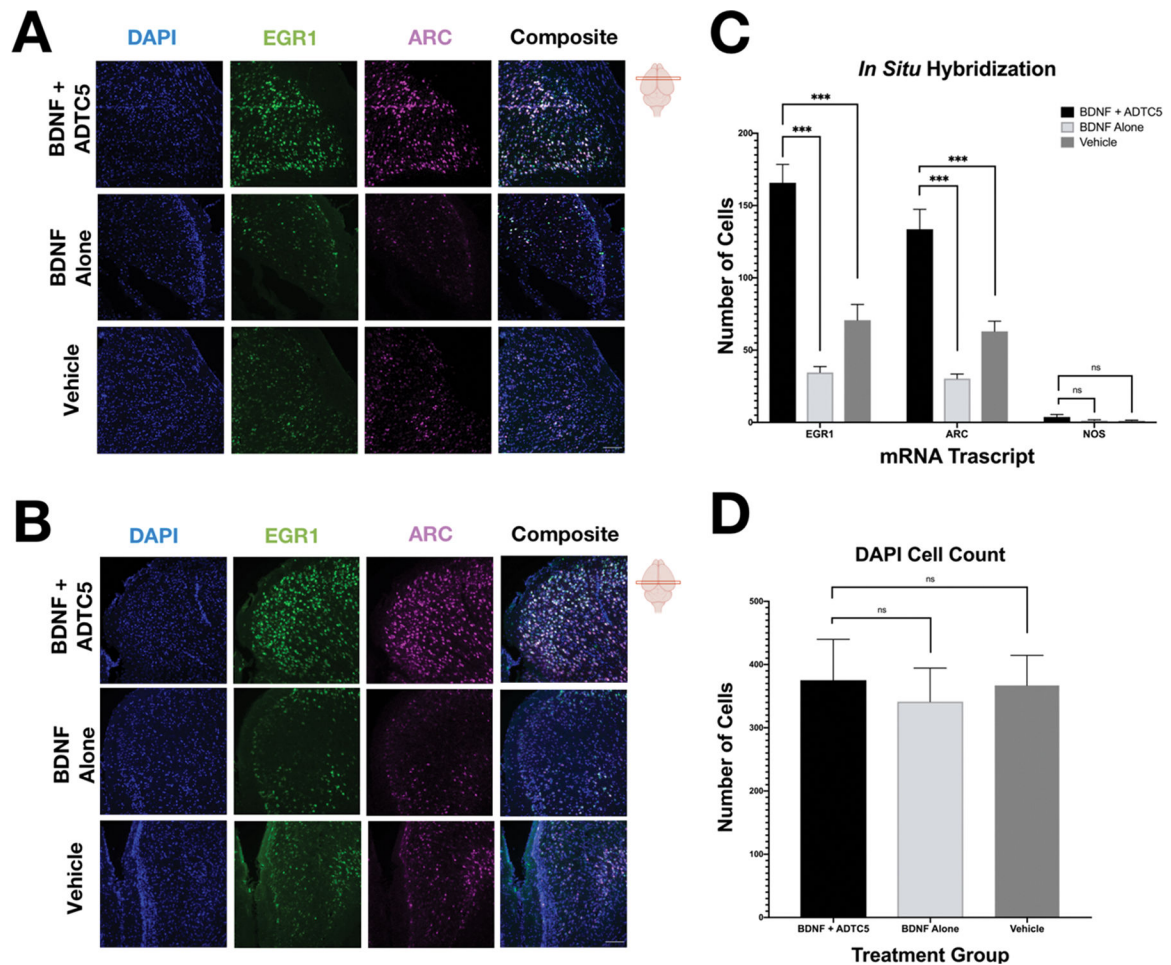 A
DAPI EGR1 ARC Composite
BDNF +
ADTC5
BDNF
Alone
Vehicle
B
DAPI EGR1 ARC Composite
BDNF +
ADTC5
BDNF
Alone
Vehicle
C
In Situ Hybridization
BDNF + ADTC5
BDNF Alone
Vehicle
Number of Cells
200
150
100
50
0
***
***
***
***
ns
ns
EGR1 ARC NOS
mRNA Trascript
D
DAPI Cell Count
Number of Cells
500
400
300
200
100
0
ns
ns
BDNF + ADTC5 BDNF Alone Vehicle
Treatment Group